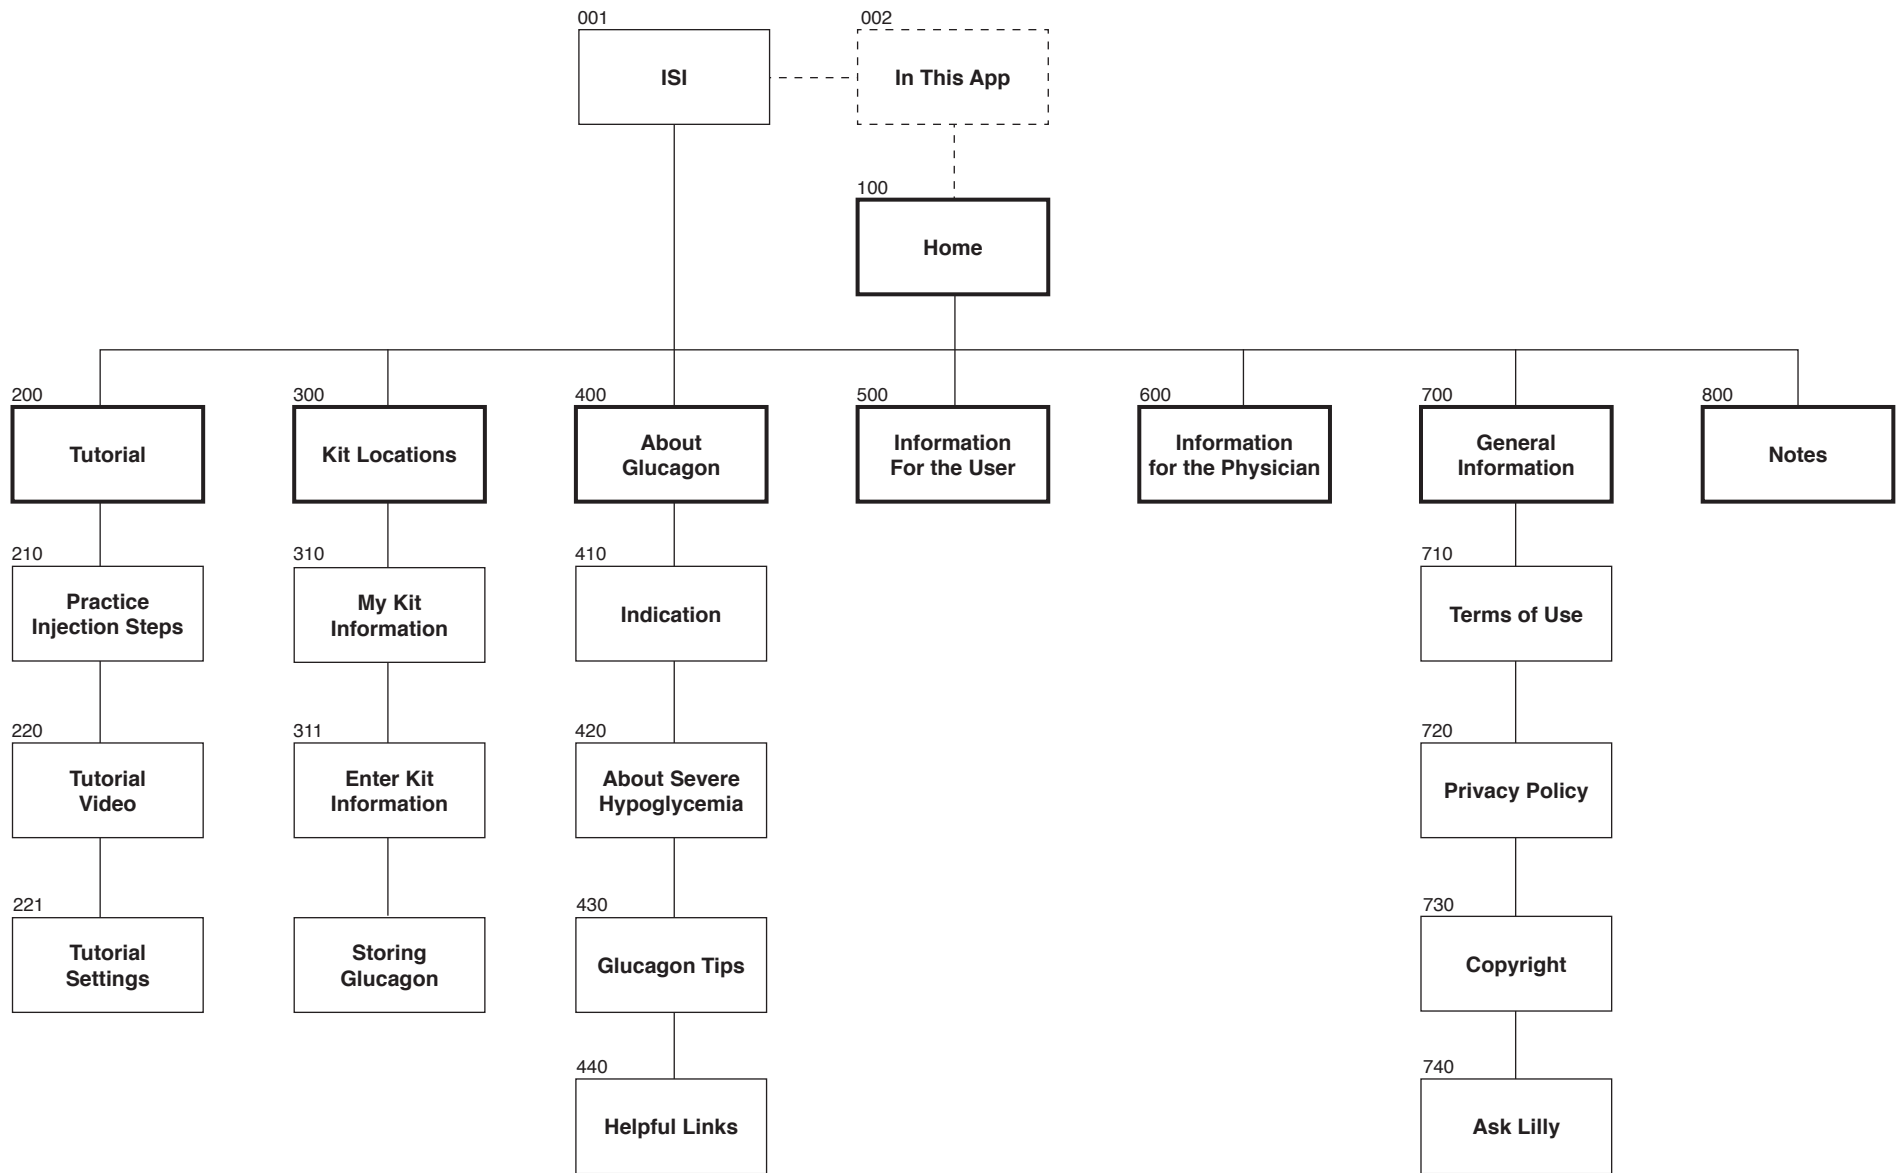 001
ISI
002
In This App
100
Home
200
Tutorial
300
Kit Locations
400
About
Glucagon
500
Information
For the User
600
Information
for the Physician
700
General
Information
800
Notes
210
Practice
Injection Steps
310
My Kit
Information
410
Indication
710
Terms of Use
220
Tutorial
Video
311
Enter Kit
Information
420
About Severe
Hypoglycemia
720
Privacy Policy
221
Tutorial
Settings
Storing
Glucagon
430
Glucagon Tips
730
Copyright
440
Helpful Links
740
Ask Lilly